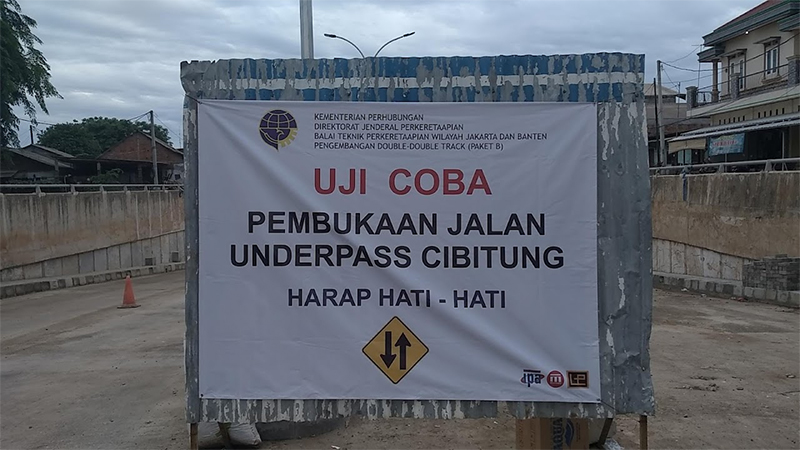 KEMENTERIAN PERHUBUNGAN
DIREKTORAT JENDERAL PERKERETAAPIAN
BALAI TEKNIK PERKERETAAPIAN WILAYAH JAKARTA DAN BANTEN
PENGEMBANGAN DOUBLE-DOUBLE TRACK (PAKET B)
UJI COBA
PEMBUKAAN JALAN
UNDERPASS CIBITUNG
HARAP HATI - HATI
AQUA